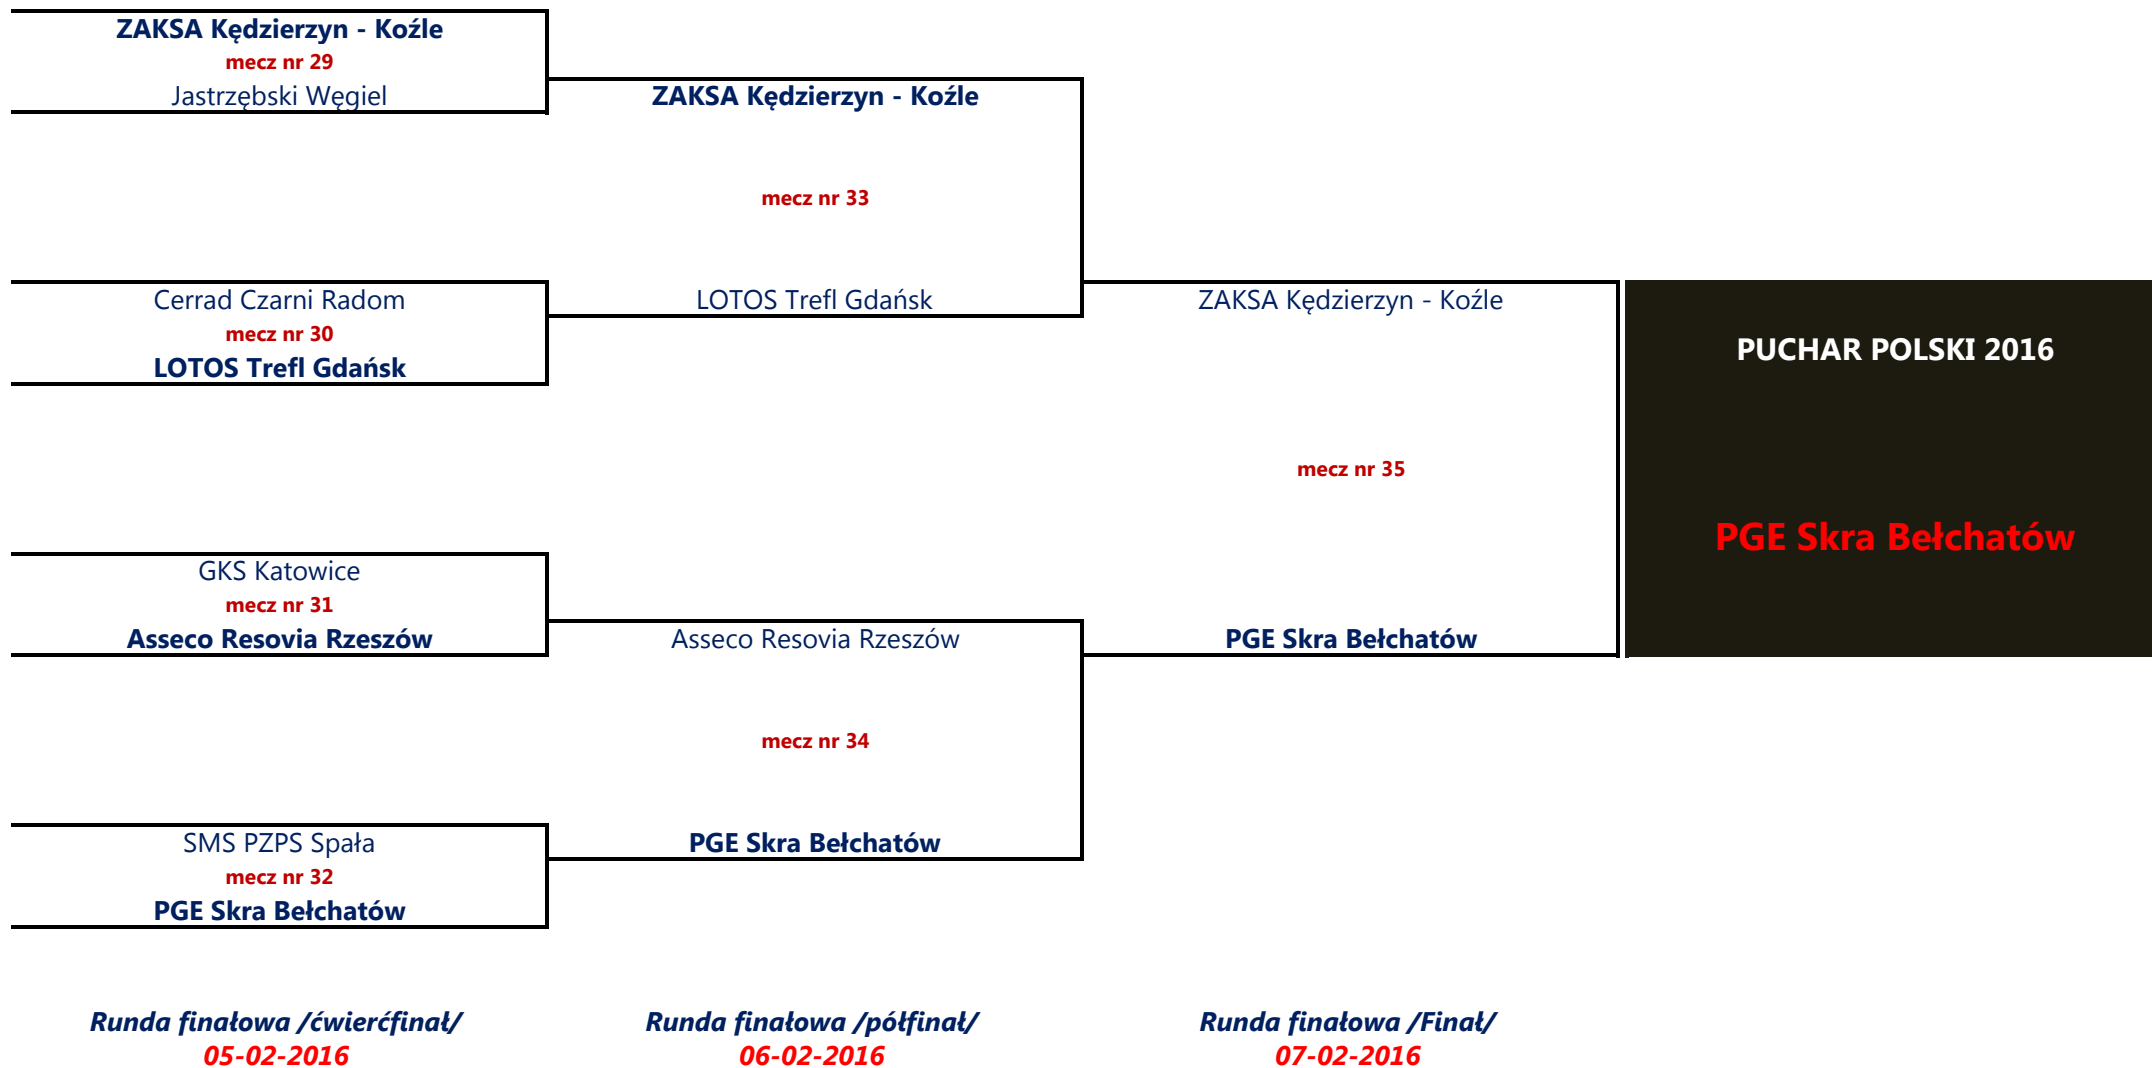 ZAKSA Kędzierzyn - Koźle
mecz nr 29
Jastrzębski Węgiel
Cerrad Czarni Radom
mecz nr 30
LOTOS Trefl Gdańsk
GKS Katowice
mecz nr 31
Asseco Resovia Rzeszów
SMS PZPS Spała
mecz nr 32
PGE Skra Bełchatów
Runda finałowa /ćwierćfinał/
05-02-2016
ZAKSA Kędzierzyn - Koźle
mecz nr 33
LOTOS Trefl Gdańsk
Asseco Resovia Rzeszów
mecz nr 34
PGE Skra Bełchatów
Runda finałowa /półfinał/
06-02-2016
ZAKSA Kędzierzyn - Koźle
mecz nr 35
PGE Skra Bełchatów
Runda finałowa /Finał/
07-02-2016
PUCHAR POLSKI 2016
PGE Skra Bełchatów